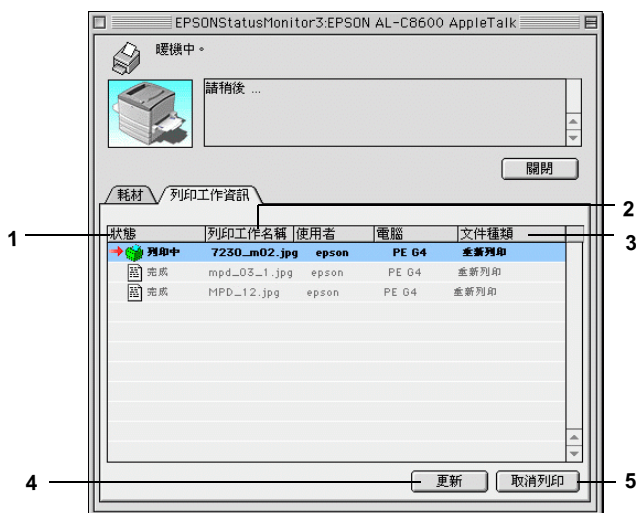 EPSONStatusMonitor3:EPSON AL-C8600 AppleTalk
暖機中。
請稍後 ...
關閉
耗材 列印工作資訊
2
1
狀態 列印工作名稱 使用者 電腦 文件種類
3
列印中 7230_m02.jpg epson PE G4 重新列印
完成 mpd_03_1.jpg epson PE G4 重新列印
完成 MPD_12.jpg epson PE G4 重新列印
4
更新 取消列印
5